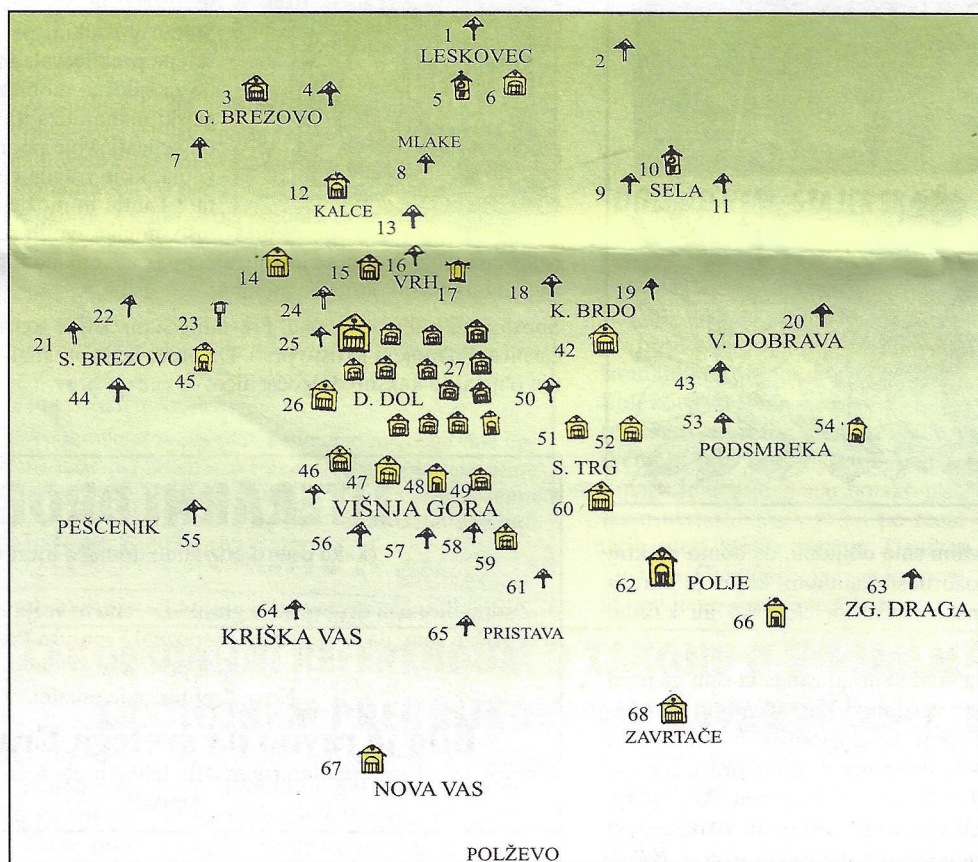 1
LESKOVEC
2
3
4
5
6
G. BREZOVO
7
MLAKE
8
9
10
SELA
11
12
KALCE
13
14
15
16
VRH
17
18
K. BRDO
19
20
V. DOBRAVA
21
22
23
24
25
S. BREZOVO
45
42
27
43
44
26
D. DOL
50
51
52
53
54
S. TRG
PODSMREKA
46
47
48
49
60
VIŠNJA GORA
PEŠČENIK
55
56
57
58
59
61
62
POLJE
63
ZG. DRAGA
64
KRIŠKA VAS
65
PRISTAVA
66
68
ZAVRTAČE
67
NOVA VAS
POLŽEVO